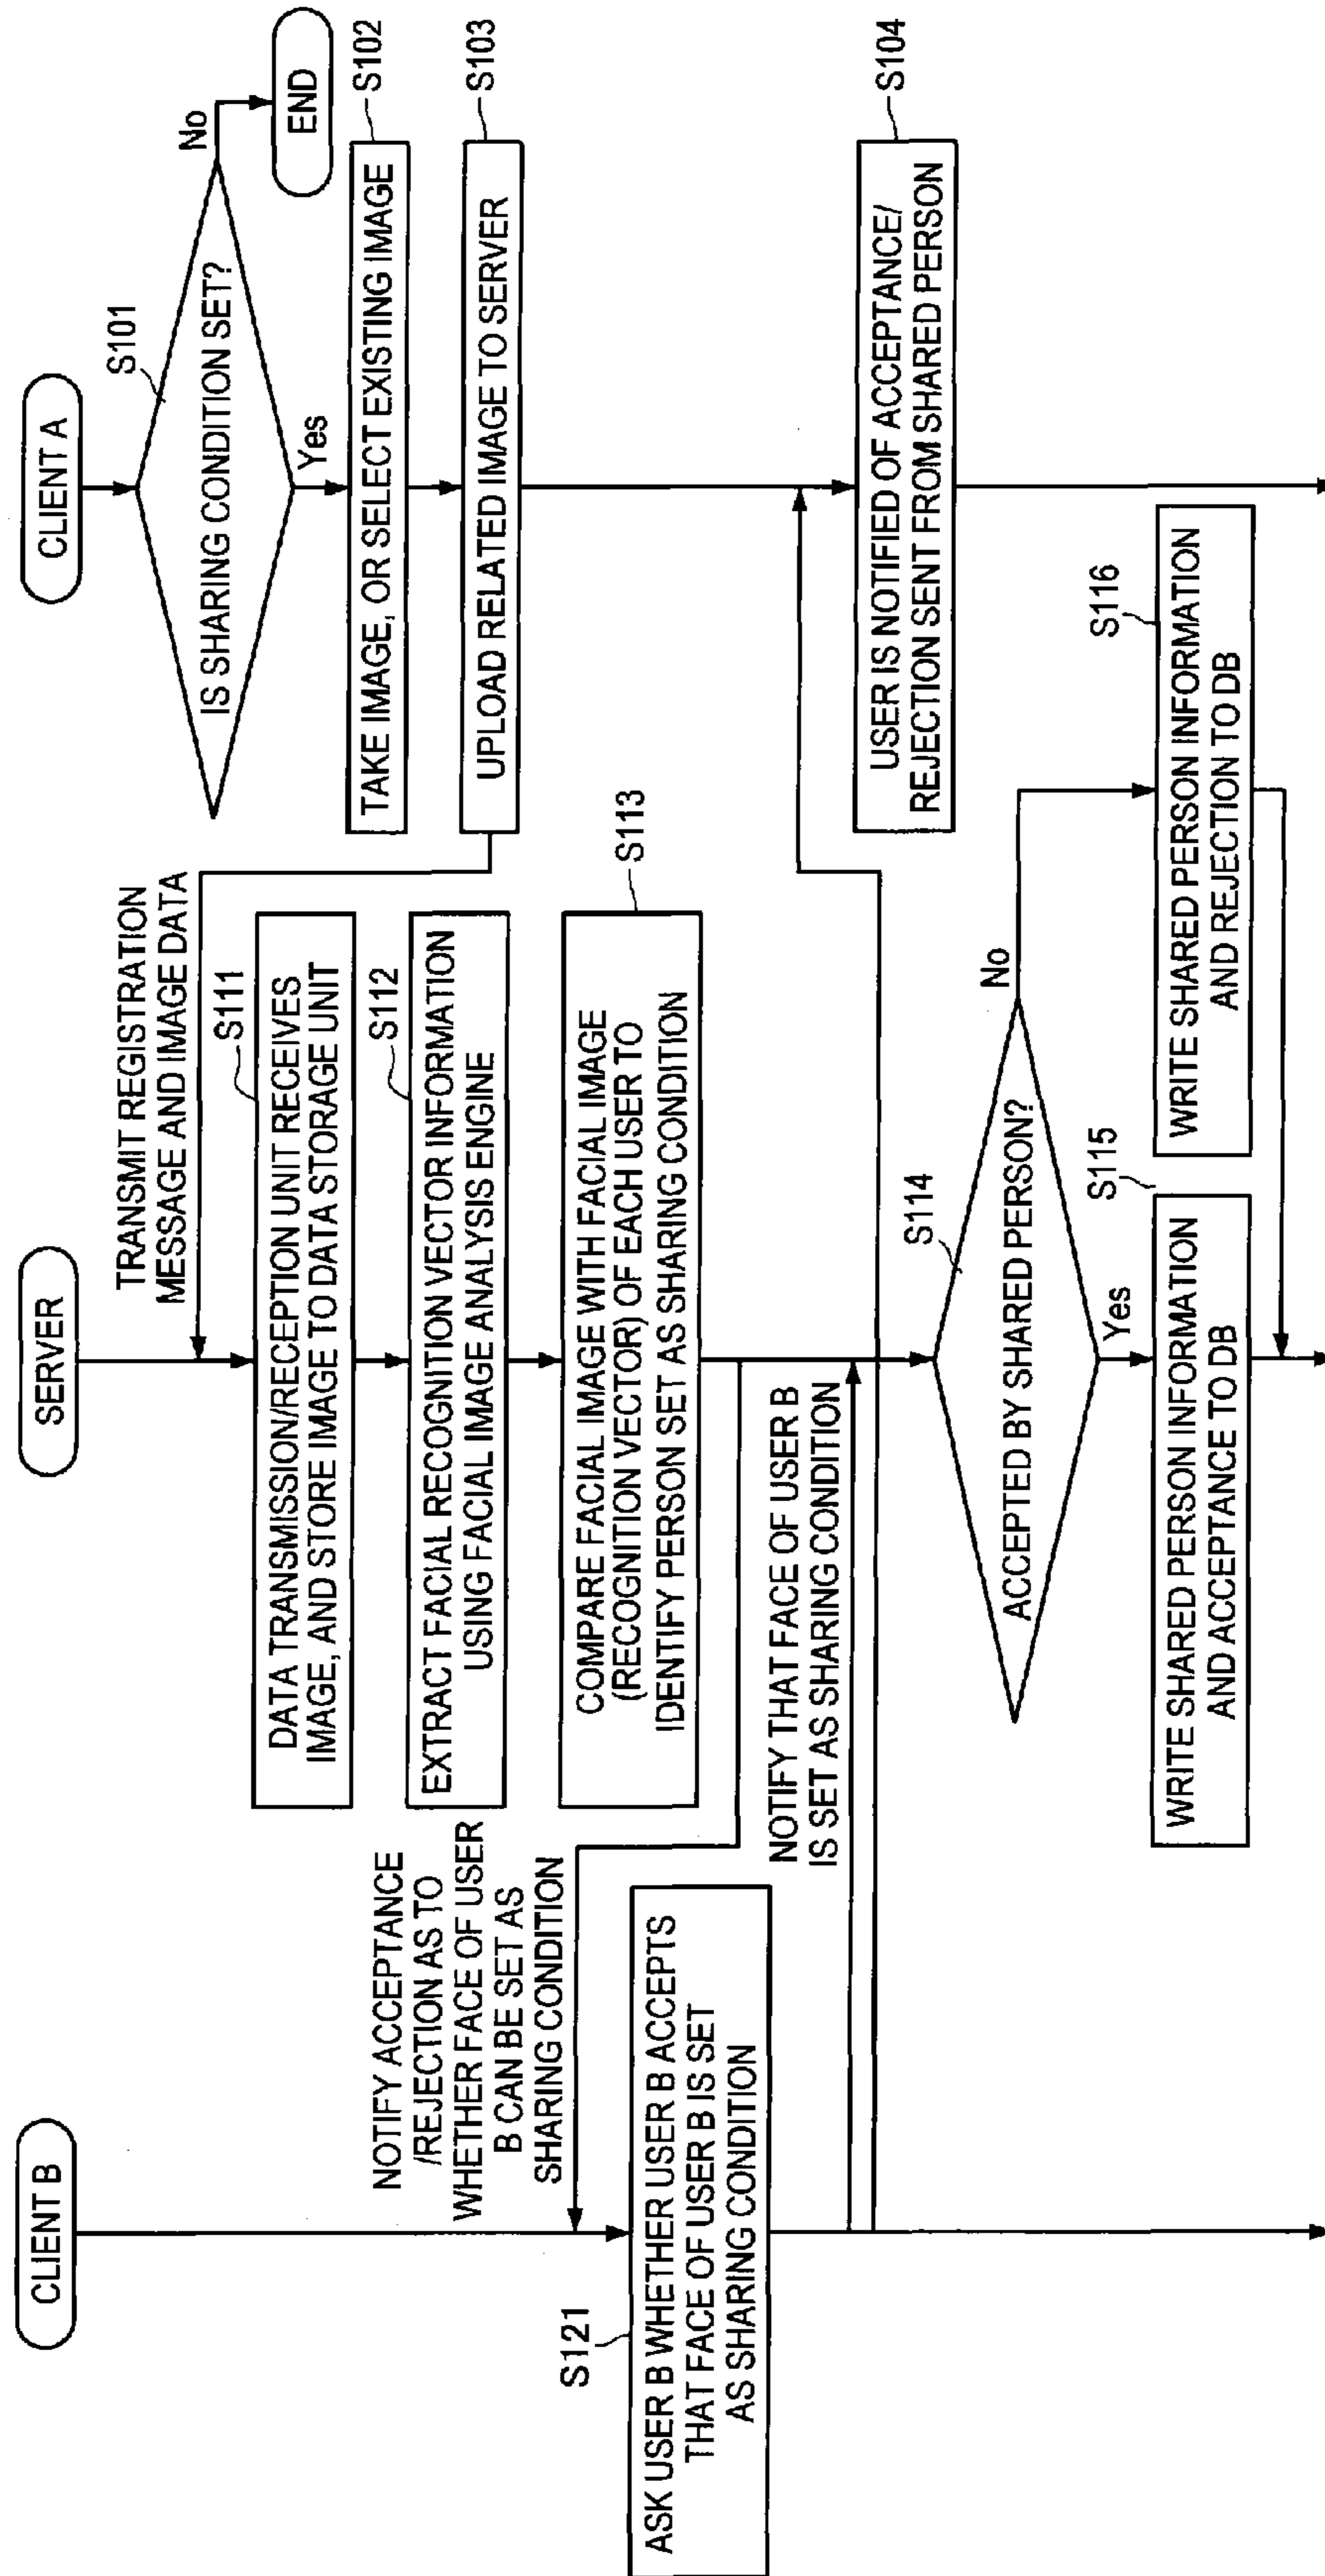 CLIENT B
NOTIFY ACCEPTANCE
/REJECTION AS TO
WHETHER FACE OF USER
B CAN BE SET AS
SHARING CONDITION
S121
ASK USER B WHETHER USER B ACCEPTS
THAT FACE OF USER B IS SET
AS SHARING CONDITION
SERVER
TRANSMIT REGISTRATION
MESSAGE AND IMAGE DATA
S111
DATA TRANSMISSION/RECEPTION UNIT RECEIVES
IMAGE, AND STORE IMAGE TO DATA STORAGE UNIT
S112
EXTRACT FACIAL RECOGNITION VECTOR INFORMATION
USING FACIAL IMAGE ANALYSIS ENGINE
S113
COMPARE FACIAL IMAGE WITH FACIAL IMAGE
(RECOGNITION VECTOR) OF EACH USER TO
IDENTIFY PERSON SET AS SHARING CONDITION
NOTIFY THAT FACE OF USER B
IS SET AS SHARING CONDITION
S114
ACCEPTED BY SHARED PERSON?
No
Yes
S115
WRITE SHARED PERSON INFORMATION
AND ACCEPTANCE TO DB
S116
WRITE SHARED PERSON INFORMATION
AND REJECTION TO DB
CLIENT A
S101
IS SHARING CONDITION SET?
No
END
Yes
S102
TAKE IMAGE, OR SELECT EXISTING IMAGE
S103
UPLOAD RELATED IMAGE TO SERVER
S104
USER IS NOTIFIED OF ACCEPTANCE/
REJECTION SENT FROM SHARED PERSON